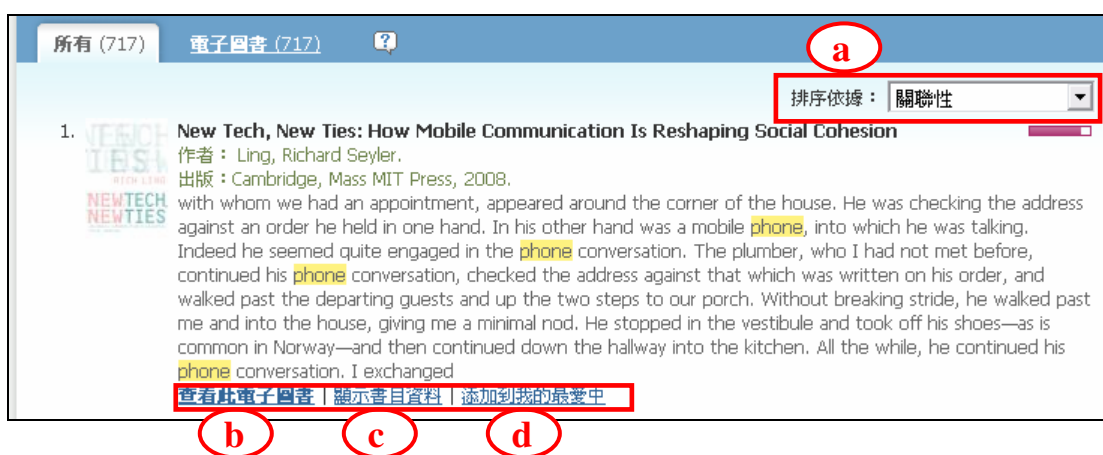 所有 (717) 電子圖書 (717) ?
a
排序依據： 關聯性
1. New Tech, New Ties: How Mobile Communication Is Reshaping Social Cohesion
作者： Ling, Richard Seyler.
出版：Cambridge, Mass MIT Press, 2008.
NEWTECH
NEWTIES
with whom we had an appointment, appeared around the corner of the house. He was checking the address
against an order he held in one hand. In his other hand was a mobile phone, into which he was talking.
Indeed he seemed quite engaged in the phone conversation. The plumber, who I had not met before,
continued his phone conversation, checked the address against that which was written on his order, and
walked past the departing guests and up the two steps to our porch. Without breaking stride, he walked past
me and into the house, giving me a minimal nod. He stopped in the vestibule and took off his shoes—as is
common in Norway—and then continued down the hallway into the kitchen. All the while, he continued his
phone conversation. I exchanged
查看此電子圖書 | 顯示書目資料 | 添加到我的最愛中
b c d